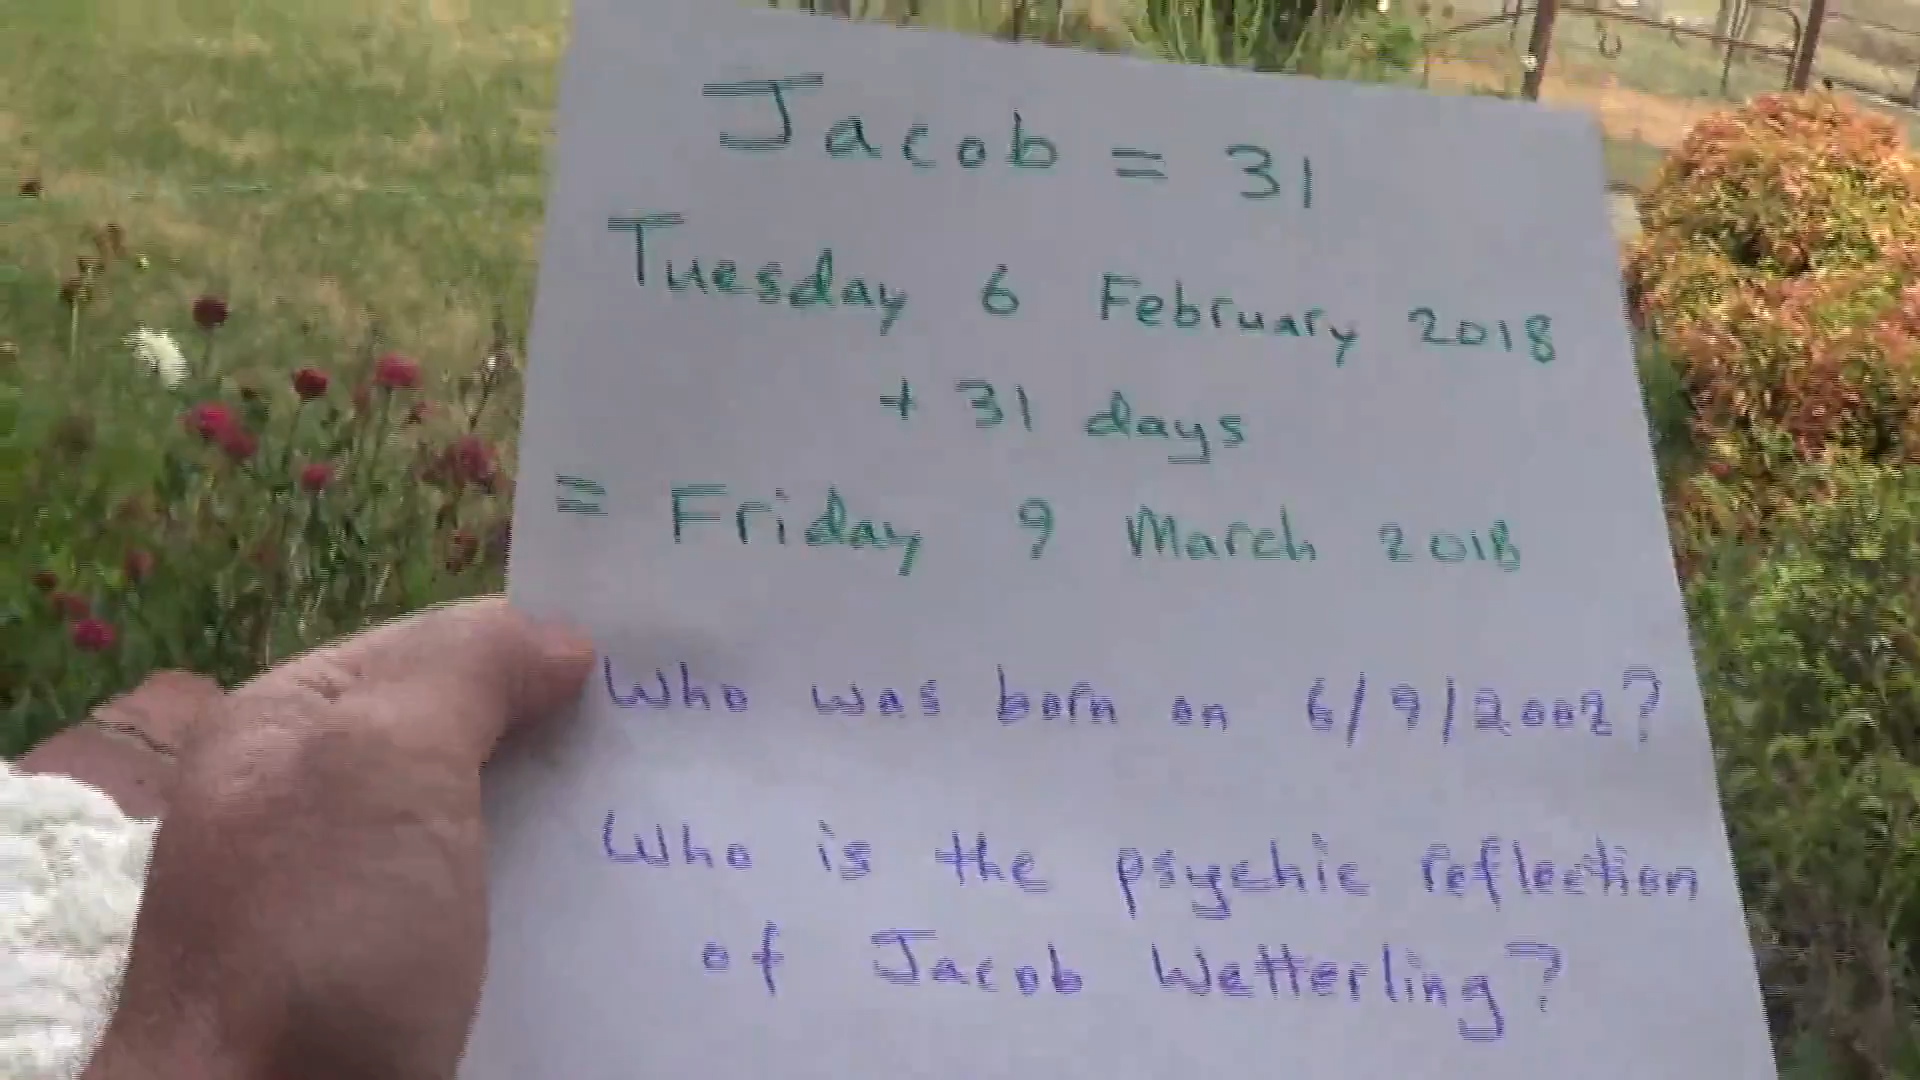 Jacob = 31
Tuesday 6 February 2018
+ 31 days
= Friday 9 March 2018
Who was born on 6/9/2002?
Who is the psychic reflection
of Jacob Wetterling?